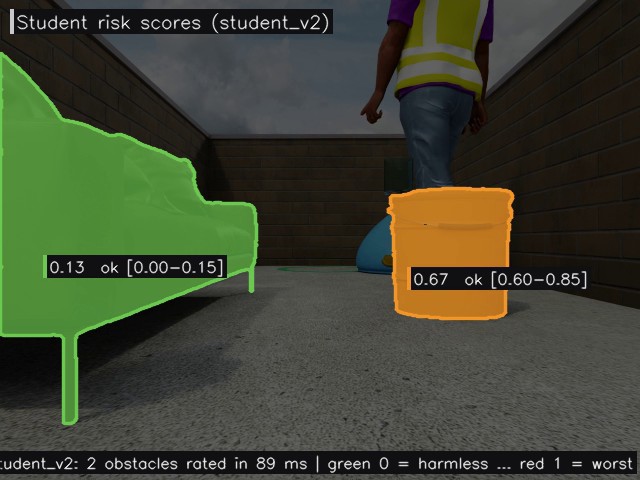 Student risk scores (student_v2)
0.13 ok [0.00-0.15]
0.67 ok [0.60-0.85]
tudent_v2: 2 obstacles rated in 89 ms | green 0 = harmless ... red 1 = worst